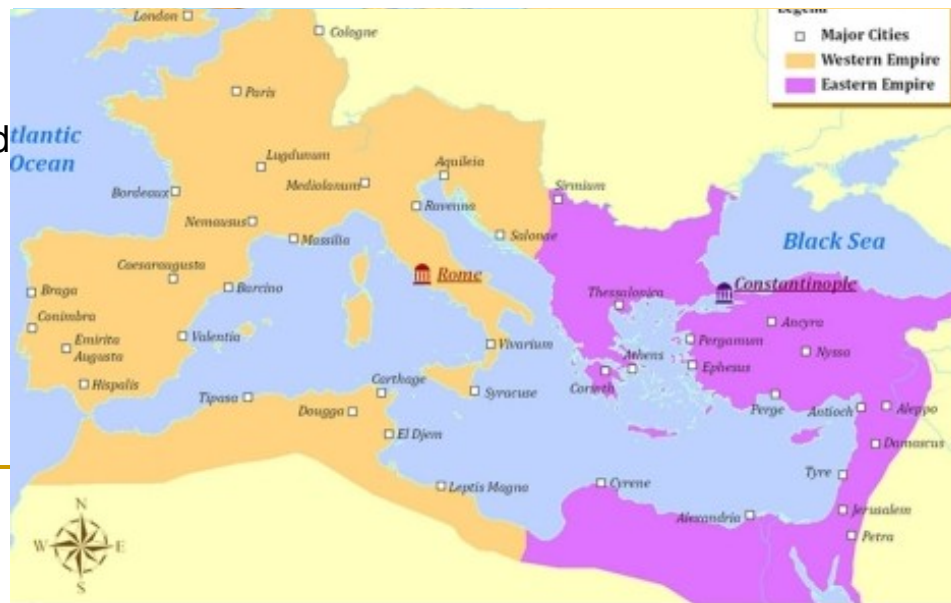 London
Cologne
Legend
Major Cities
Western Empire
Eastern Empire
Paris
d
tlantic
Ocean
Lugdunum
Aquileia
Mediolanum
Bordeaux
Ravenna
Sirmium
Nemausus
Massilia
Salonae
Black Sea
Caesaraugusta
Rome
Constantinople
Braga
Barcino
Thessalonica
Conimbra
Ancyra
Emirita
Augusta
Valentia
Vivarium
Pergamum
Nyssa
Athens
Ephesus
Hispalis
Carthage
Corinth
Tipasa
Syracuse
Dougga
Perge
Antioch
Aleppo
El Djem
Damascus
Tyre
Leptis Magna
Cyrene
Alexandria
Jerusalem
Petra
N
W
E
S